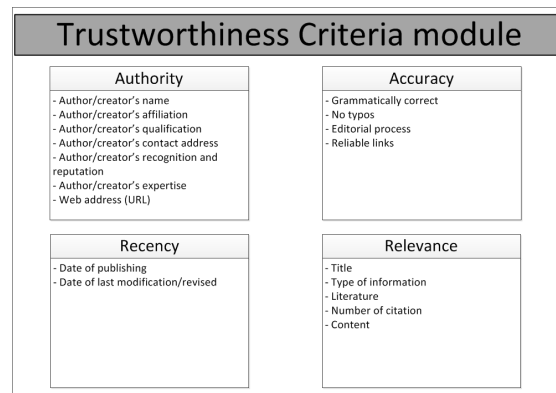 Trustworthiness Criteria module
Authority
- Author/creator's name
- Author/creator's affiliation
- Author/creator's qualification
- Author/creator's contact address
- Author/creator's recognition and
reputation
- Author/creator's expertise
- Web address (URL)
Accuracy
- Grammatically correct
- No typos
- Editorial process
- Reliable links
Recency
- Date of publishing
- Date of last modification/revised
Relevance
- Title
- Type of information
- Literature
- Number of citation
- Content